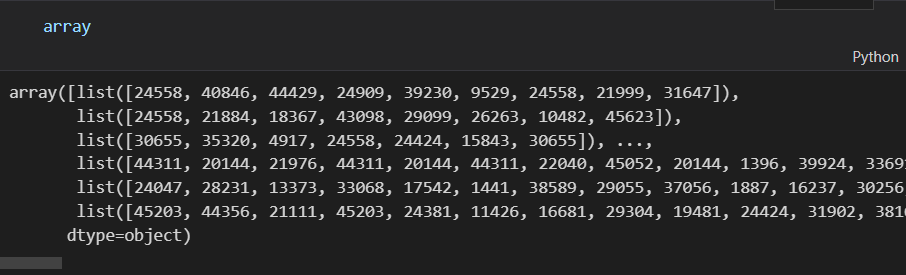 array
Python
array([list([24558, 40846, 44429, 24909, 39230, 9529, 24558, 21999, 31647]),
list([24558, 21884, 18367, 43098, 29099, 26263, 10482, 45623]),
list([30655, 35320, 4917, 24558, 24424, 15843, 30655]), ...,
list([44311, 20144, 21976, 44311, 20144, 44311, 22040, 45052, 20144, 1396, 39924, 3369
list([24047, 28231, 13373, 33068, 17542, 1441, 38589, 29055, 37056, 1887, 16237, 30256
list([45203, 44356, 21111, 45203, 24381, 11426, 16681, 29304, 19481, 24424, 31902, 381
dtype=object)